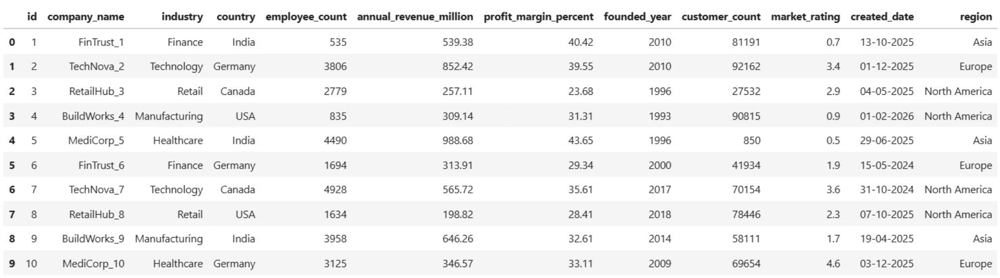 id company_name industry country employee_count annual_revenue_million profit_margin_percent founded_year customer_count market_rating created_date region
0 1 FinTrust_1 Finance India 535 539.38 40.42 2010 81191 0.7 13-10-2025 Asia
1 2 TechNova_2 Technology Germany 3806 852.42 39.55 2010 92162 3.4 01-12-2025 Europe
2 3 RetailHub_3 Retail Canada 2779 257.11 23.68 1996 27532 2.9 04-05-2025 North America
3 4 BuildWorks_4 Manufacturing USA 835 309.14 31.31 1993 90815 0.9 01-02-2026 North America
4 5 MediCorp_5 Healthcare India 4490 988.68 43.65 1996 850 0.5 29-06-2025 Asia
5 6 FinTrust_6 Finance Germany 1694 313.91 29.34 2000 41934 1.9 15-05-2024 Europe
6 7 TechNova_7 Technology Canada 4928 565.72 35.61 2017 70154 3.6 31-10-2024 North America
7 8 RetailHub_8 Retail USA 1634 198.82 28.41 2018 78446 2.3 07-10-2025 North America
8 9 BuildWorks_9 Manufacturing India 3958 646.26 32.61 2014 58111 1.7 19-04-2025 Asia
9 10 MediCorp_10 Healthcare Germany 3125 346.57 33.11 2009 69654 4.6 03-12-2025 Europe